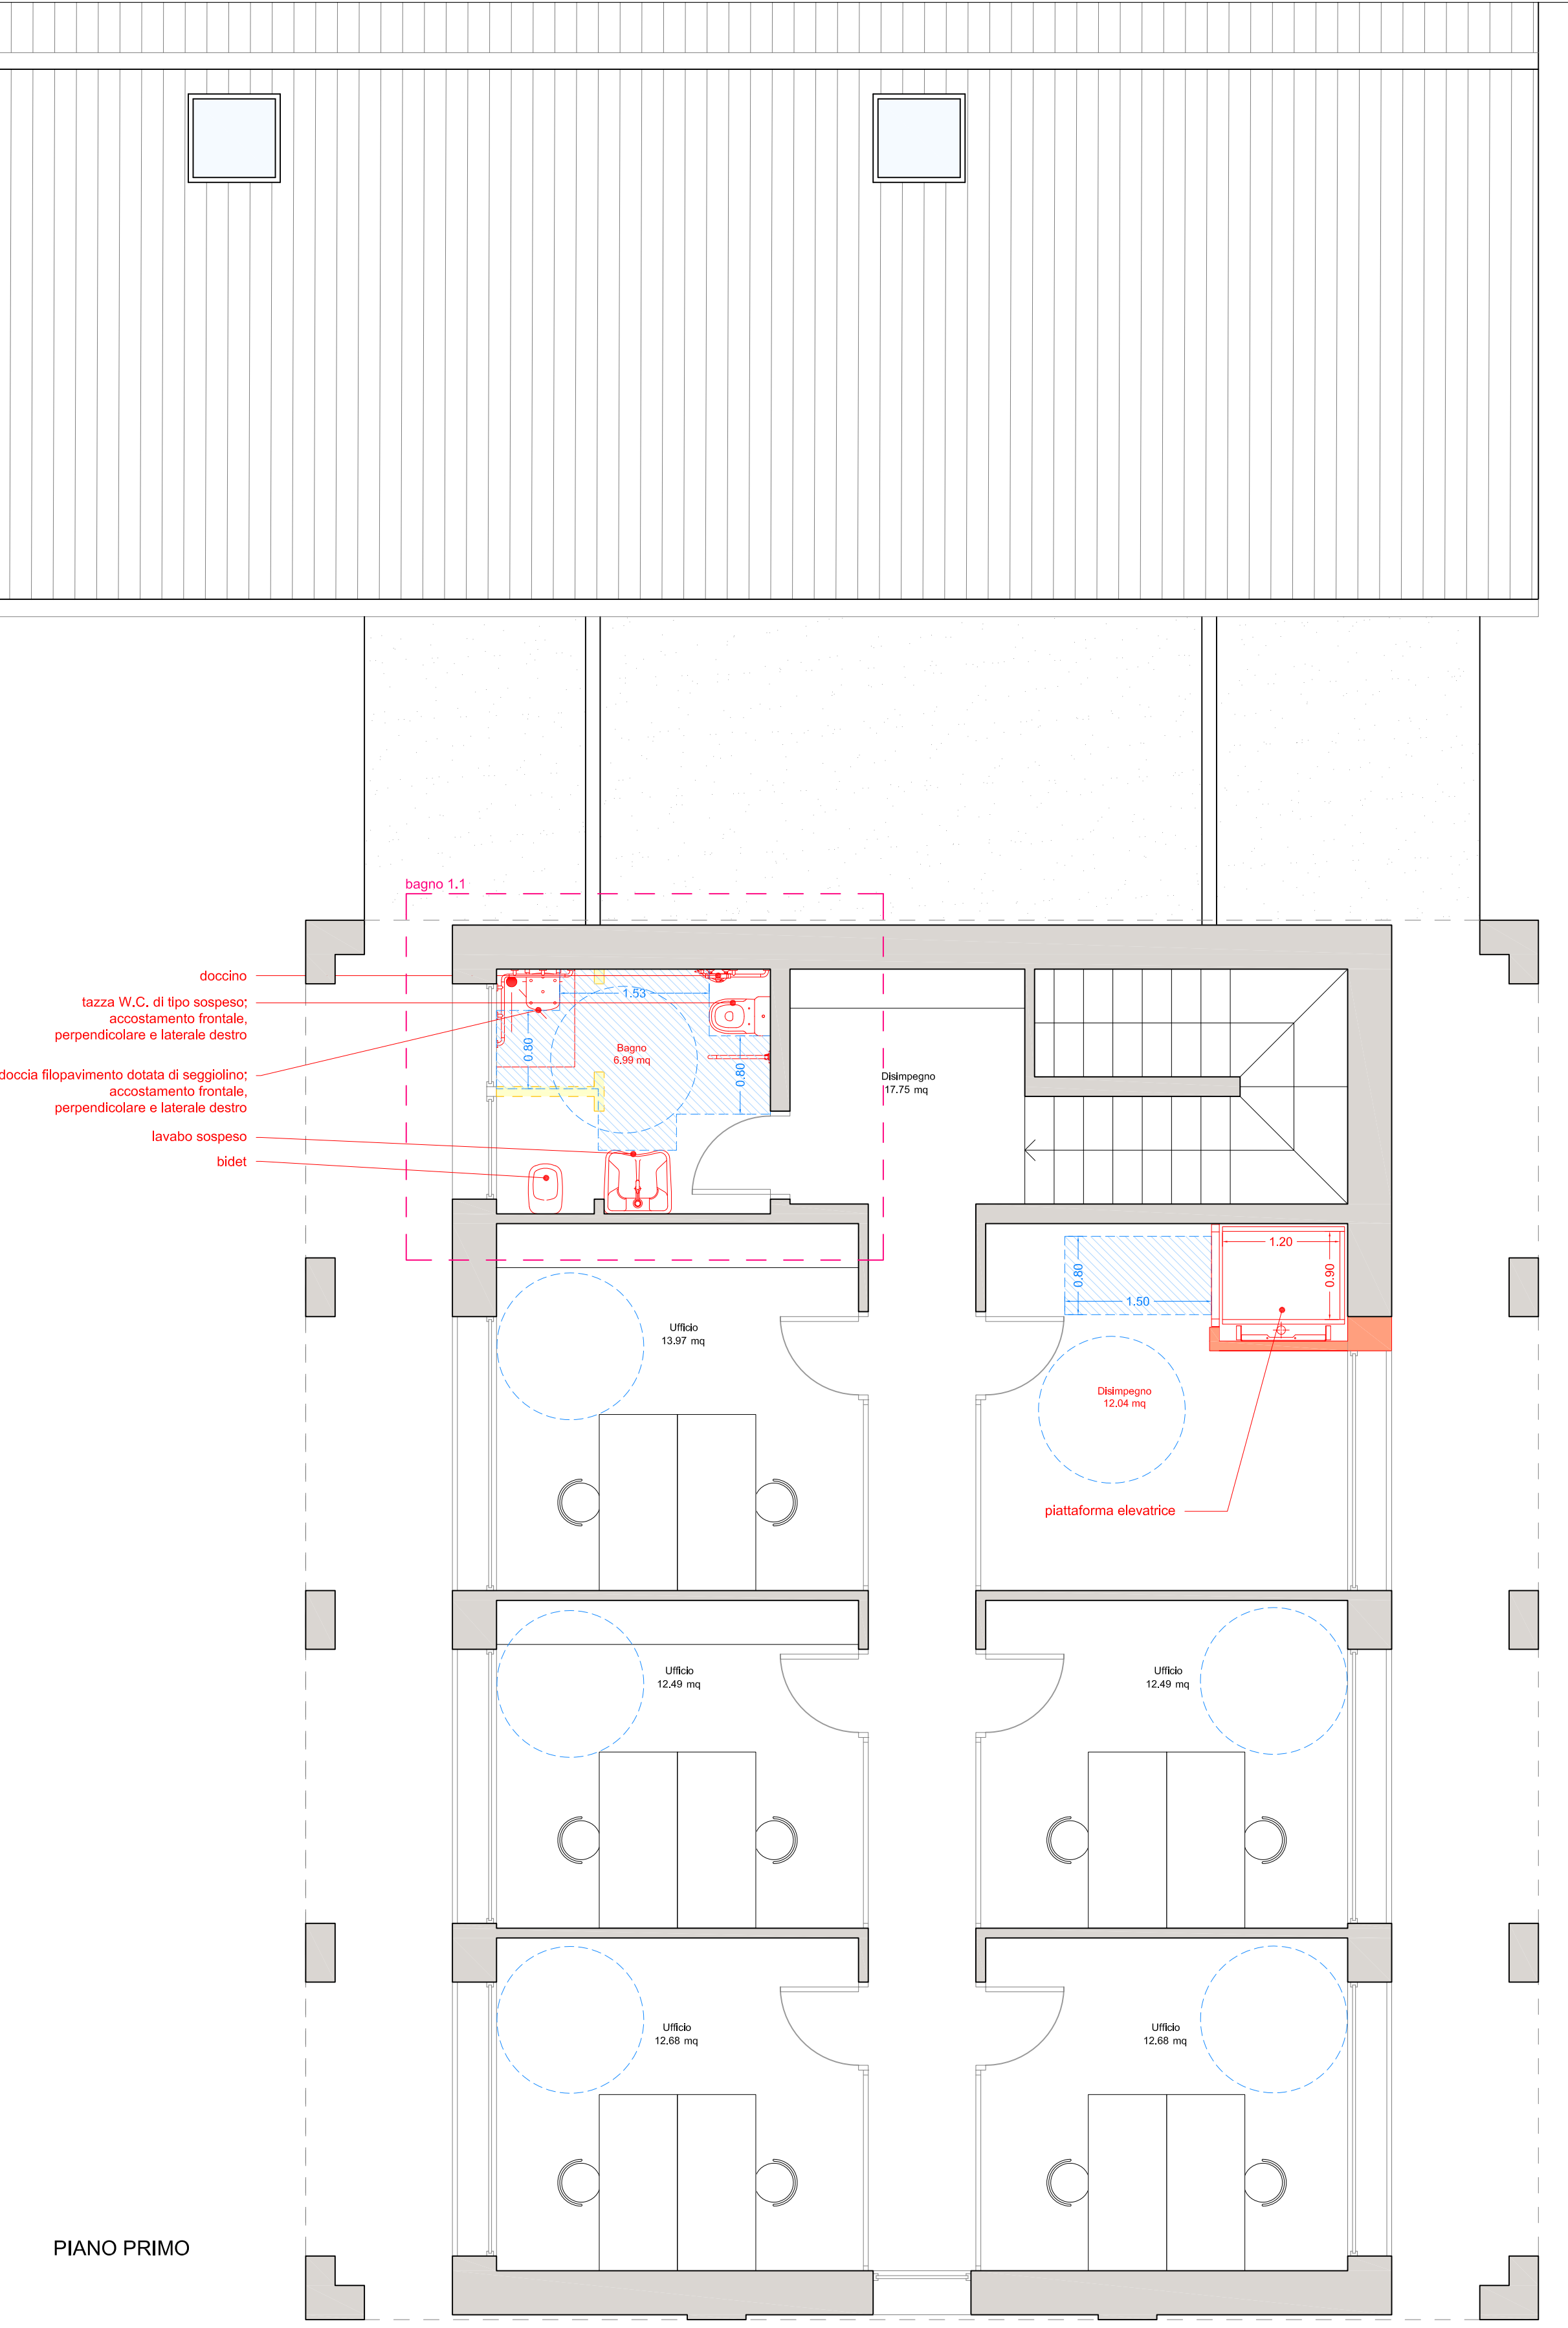 bagno 1.1
doccino
tazza W.C. di tipo sospeso;
accostamento frontale,
perpendicolare e laterale destro
doccia filopavimento dotata di seggiolino;
accostamento frontale,
perpendicolare e laterale destro
lavabo sospeso
bidet
1.53
0.80
Bagno
6.99 mq
0.80
Disimpegno
17.75 mq
1.20
0.90
0.80
1.50
Ufficio
13.97 mq
Disimpegno
12.04 mq
piattaforma elevatrice
Ufficio
12.49 mq
Ufficio
12.49 mq
Ufficio
12.68 mq
Ufficio
12.68 mq
PIANO PRIMO